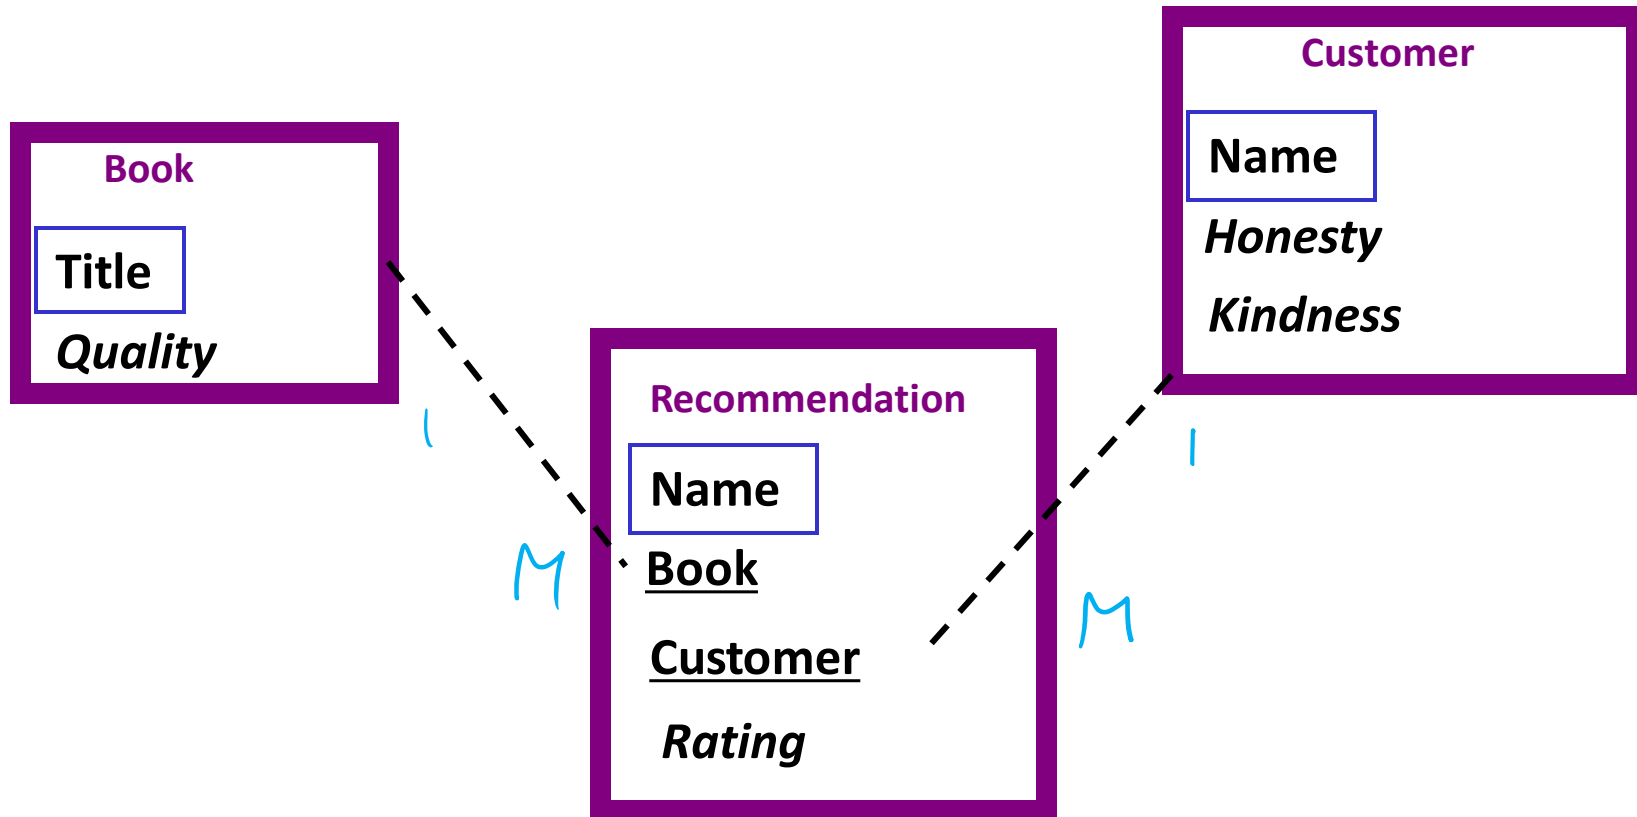 Book
Title
Quality
1
M
Recommendation
Name
Book
Customer
Rating
Customer
Name
Honesty
Kindness
1
M